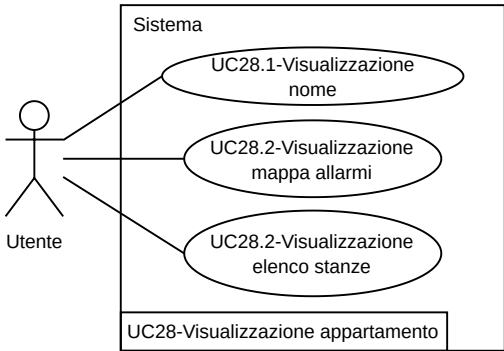 Sistema
UC28.1-Visualizzazione
nome
UC28.2-Visualizzazione
mappa allarmi
UC28.2-Visualizzazione
elenco stanze
Utente
UC28-Visualizzazione appartamento